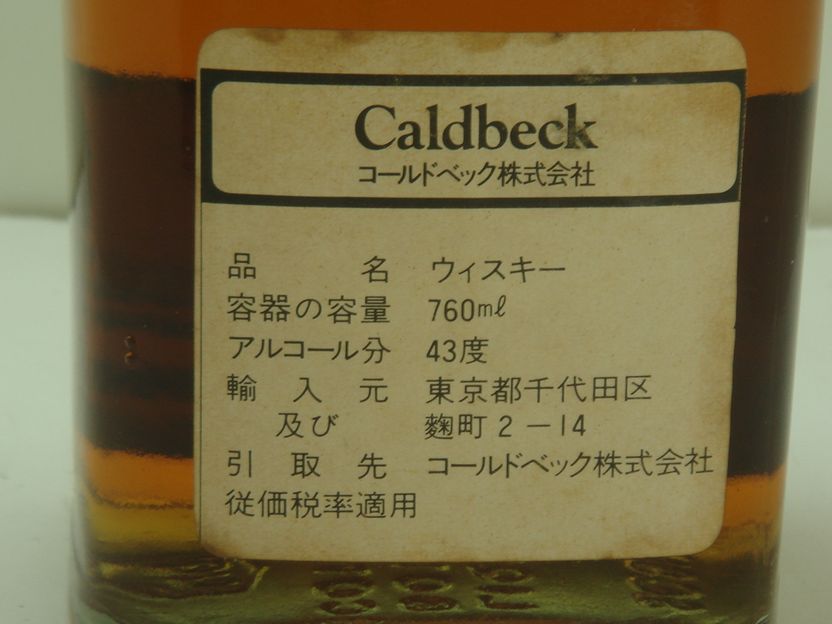 Caldbeck
コールドベック株式会社
品名 ウィスキー
容器の容量 760ml
アルコール分 43度
輸入元 東京都千代田区
及び 麴町2-14
引取先 コールドベック株式会社
従価税率適用